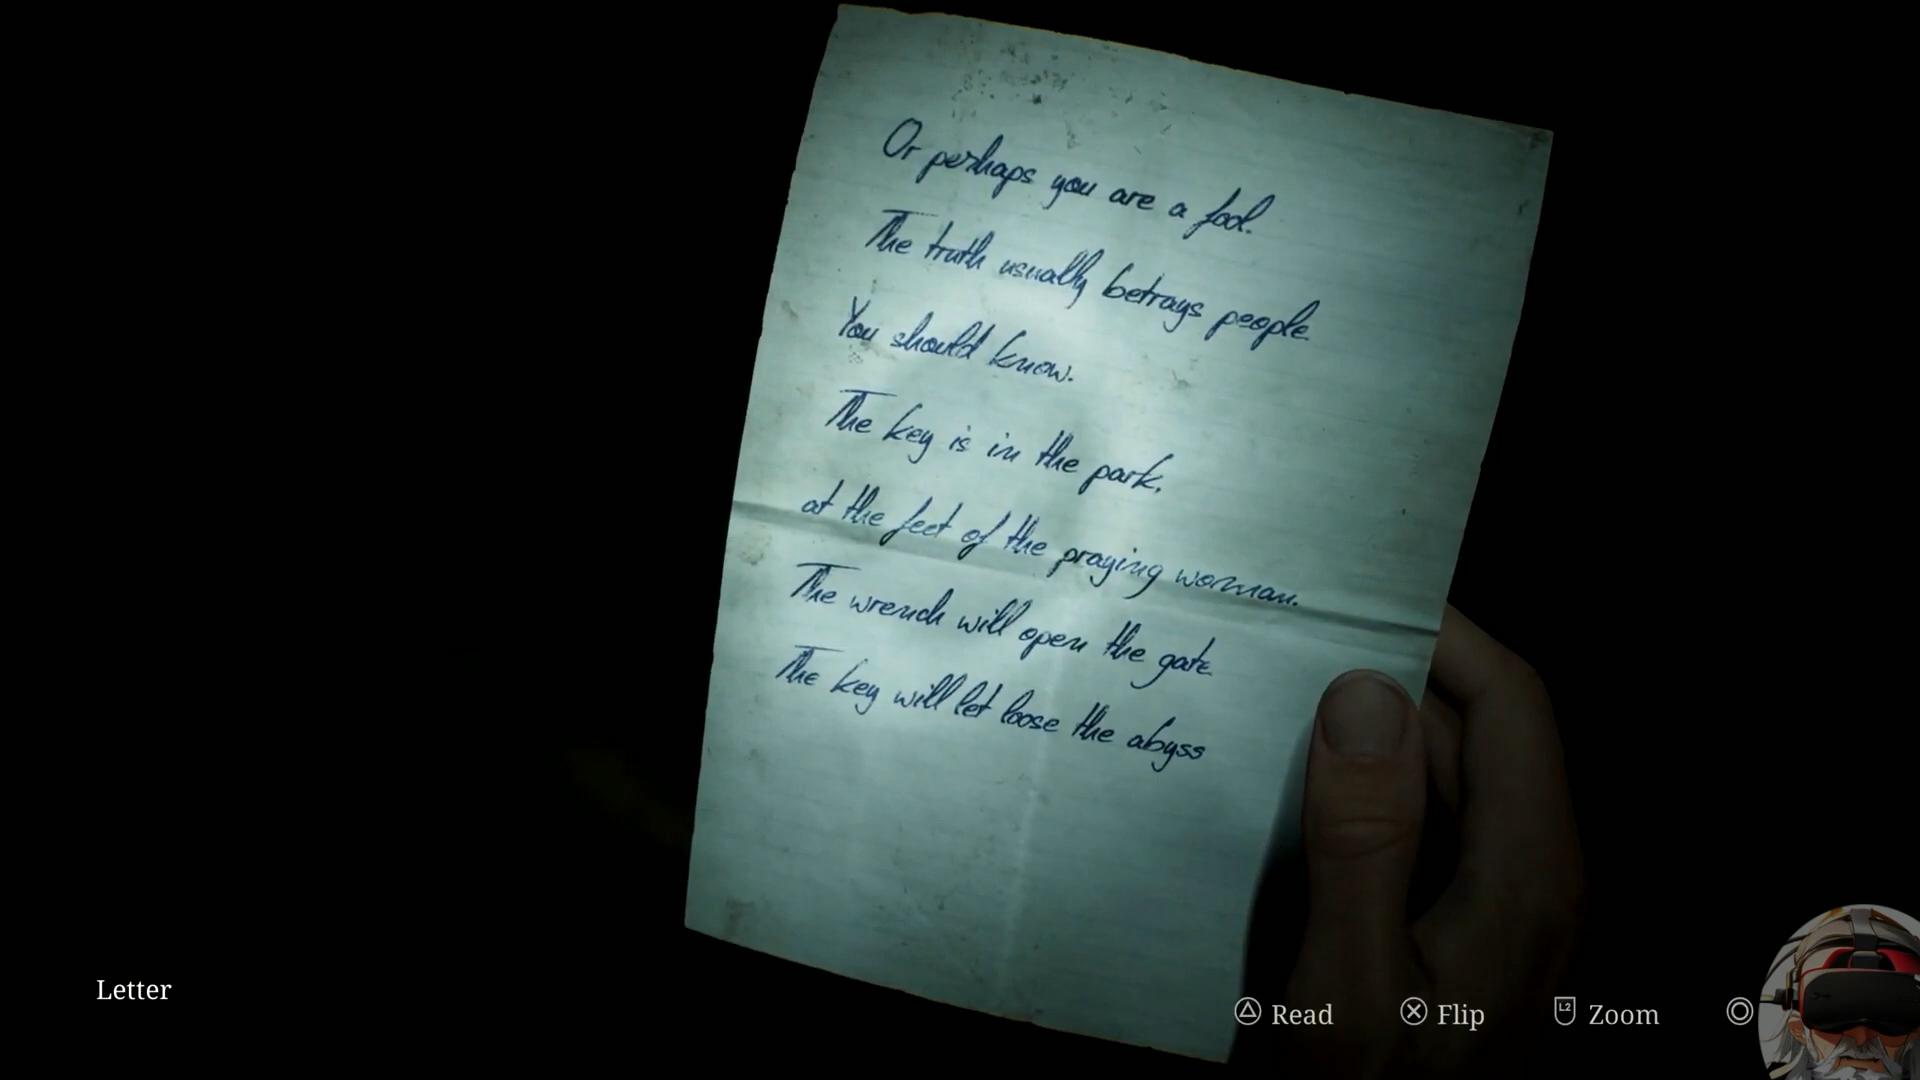 Or perhaps you are a fool.
The truth usually betrays people.
You should know.
The key is in the park,
at the feet of the praying woman.
The wrench will open the gate.
The key will let loose the abyss
Letter
Read
Flip
L2
Zoom